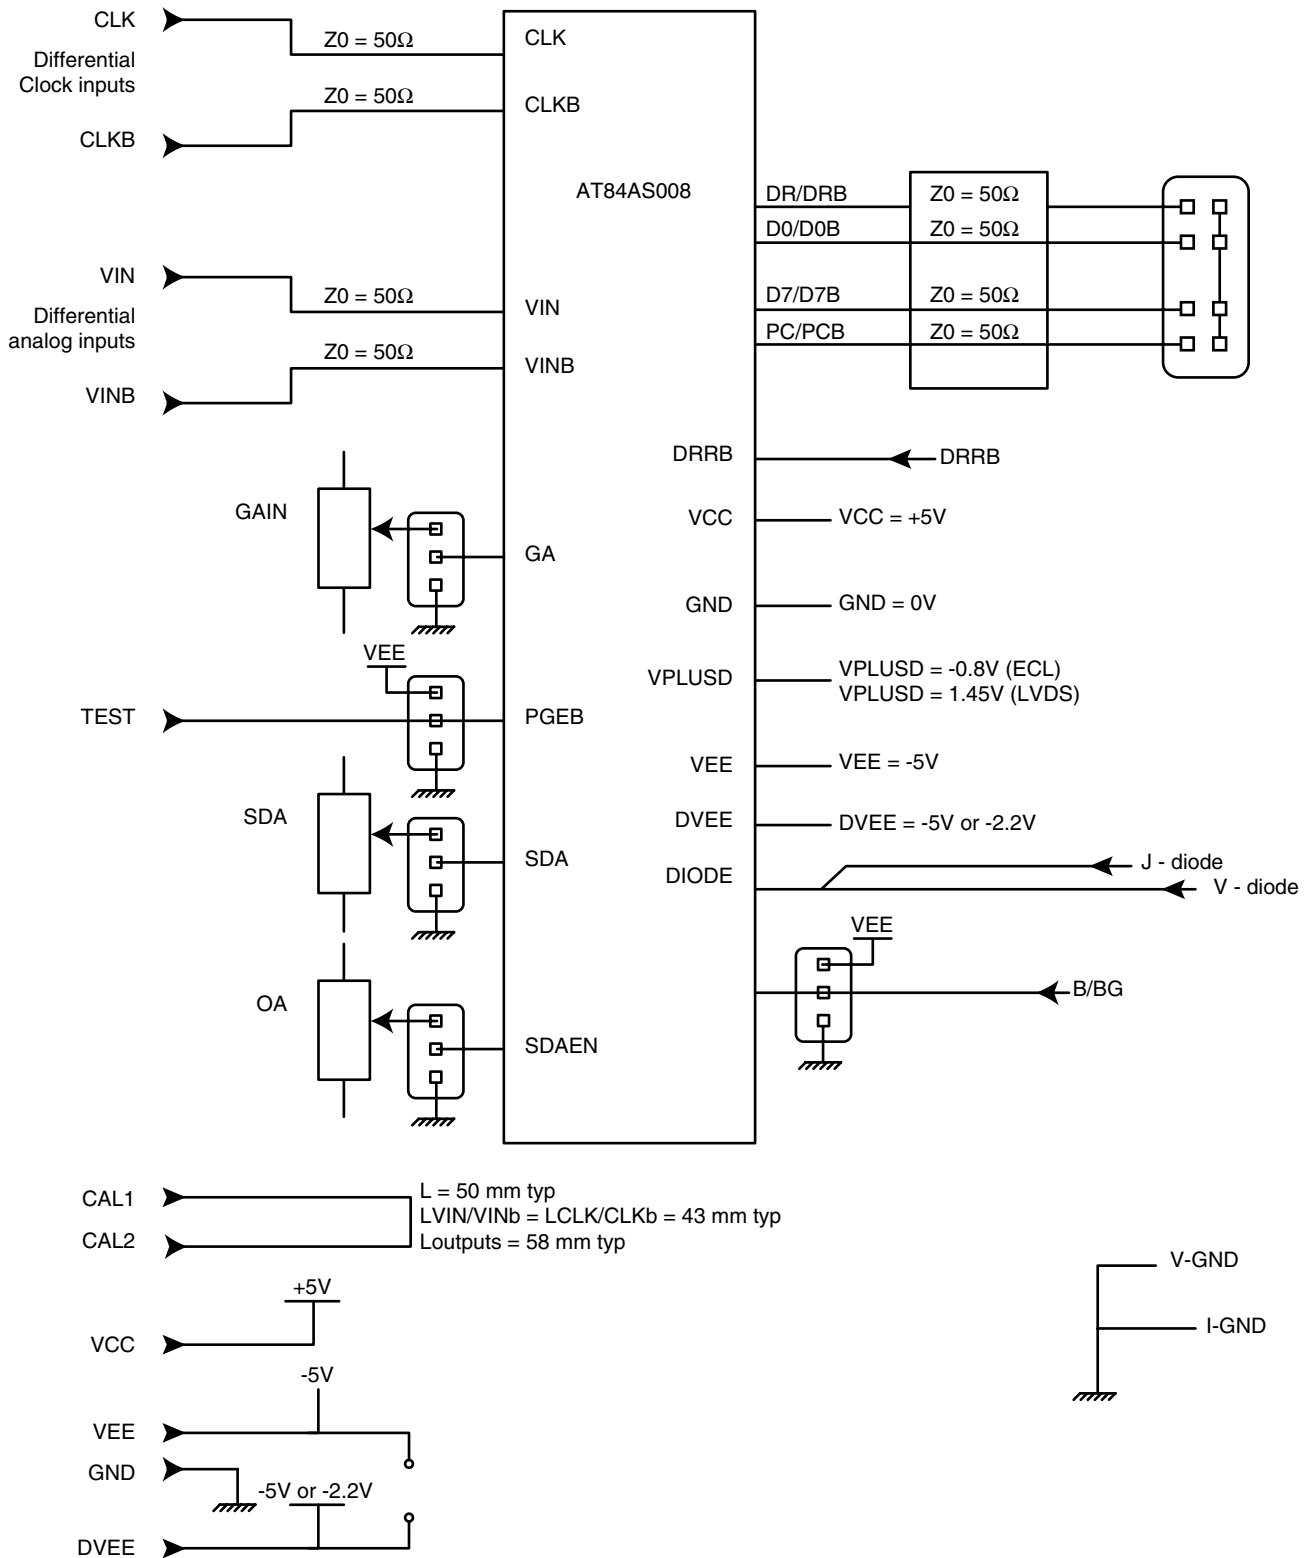 CLK
Differential
Clock inputs
CLKB
Z0 = 50Ω
Z0 = 50Ω
CLK
CLKB
AT84AS008
VIN
Differential
analog inputs
VINB
Z0 = 50Ω
Z0 = 50Ω
VIN
VINB
DR/DRB
Z0 = 50Ω
D0/D0B
Z0 = 50Ω
D7/D7B
Z0 = 50Ω
PC/PCB
Z0 = 50Ω
GAIN
GA
VEE
TEST
PGEB
SDA
SDA
OA
SDAEN
DRRB
DRRB
VCC
VCC = +5V
GND
GND = 0V
VPLUSD
VPLUSD = -0.8V (ECL)
VPLUSD = 1.45V (LVDS)
VEE
VEE = -5V
DVEE
DVEE = -5V or -2.2V
DIODE
J - diode
V - diode
VEE
B/BG
CAL1
CAL2
L = 50 mm typ
LVIN/VINb = LCLK/CLKb = 43 mm typ
Loutputs = 58 mm typ
+5V
VCC
-5V
VEE
GND
-5V or -2.2V
DVEE
V-GND
I-GND